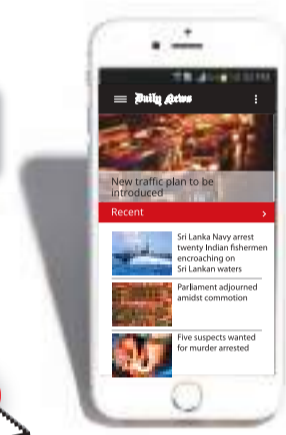 Daily News
New traffic plan to be
introduced
Recent
Sri Lanka Navy arrest
twenty Indian fishermen
encroaching on
Sri Lankan waters
Parliament adjourned
amidst commotion
Five suspects wanted
for murder arrested